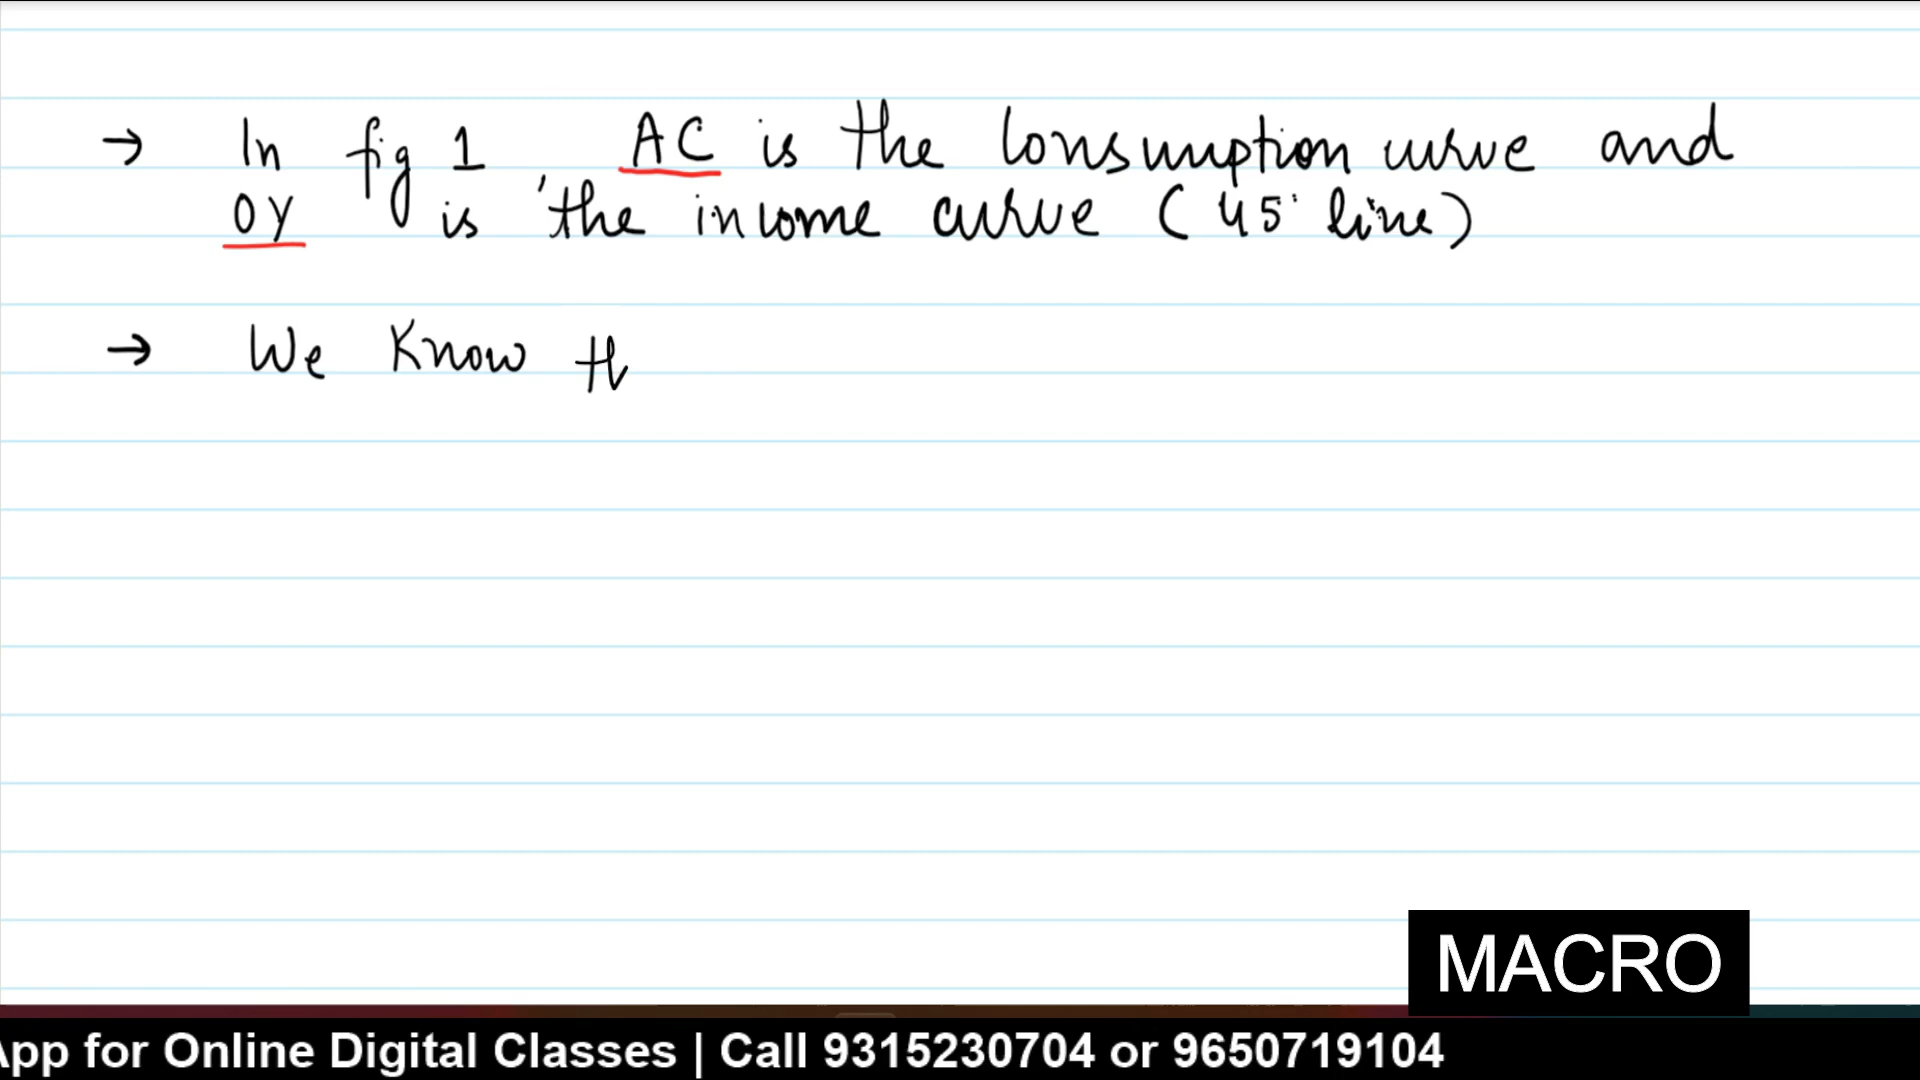 → In fig 1, AC is the Consumption curve and
OY is the income curve (45° line)
→ We Know th
MACRO
App for Online Digital Classes | Call 9315230704 or 9650719104